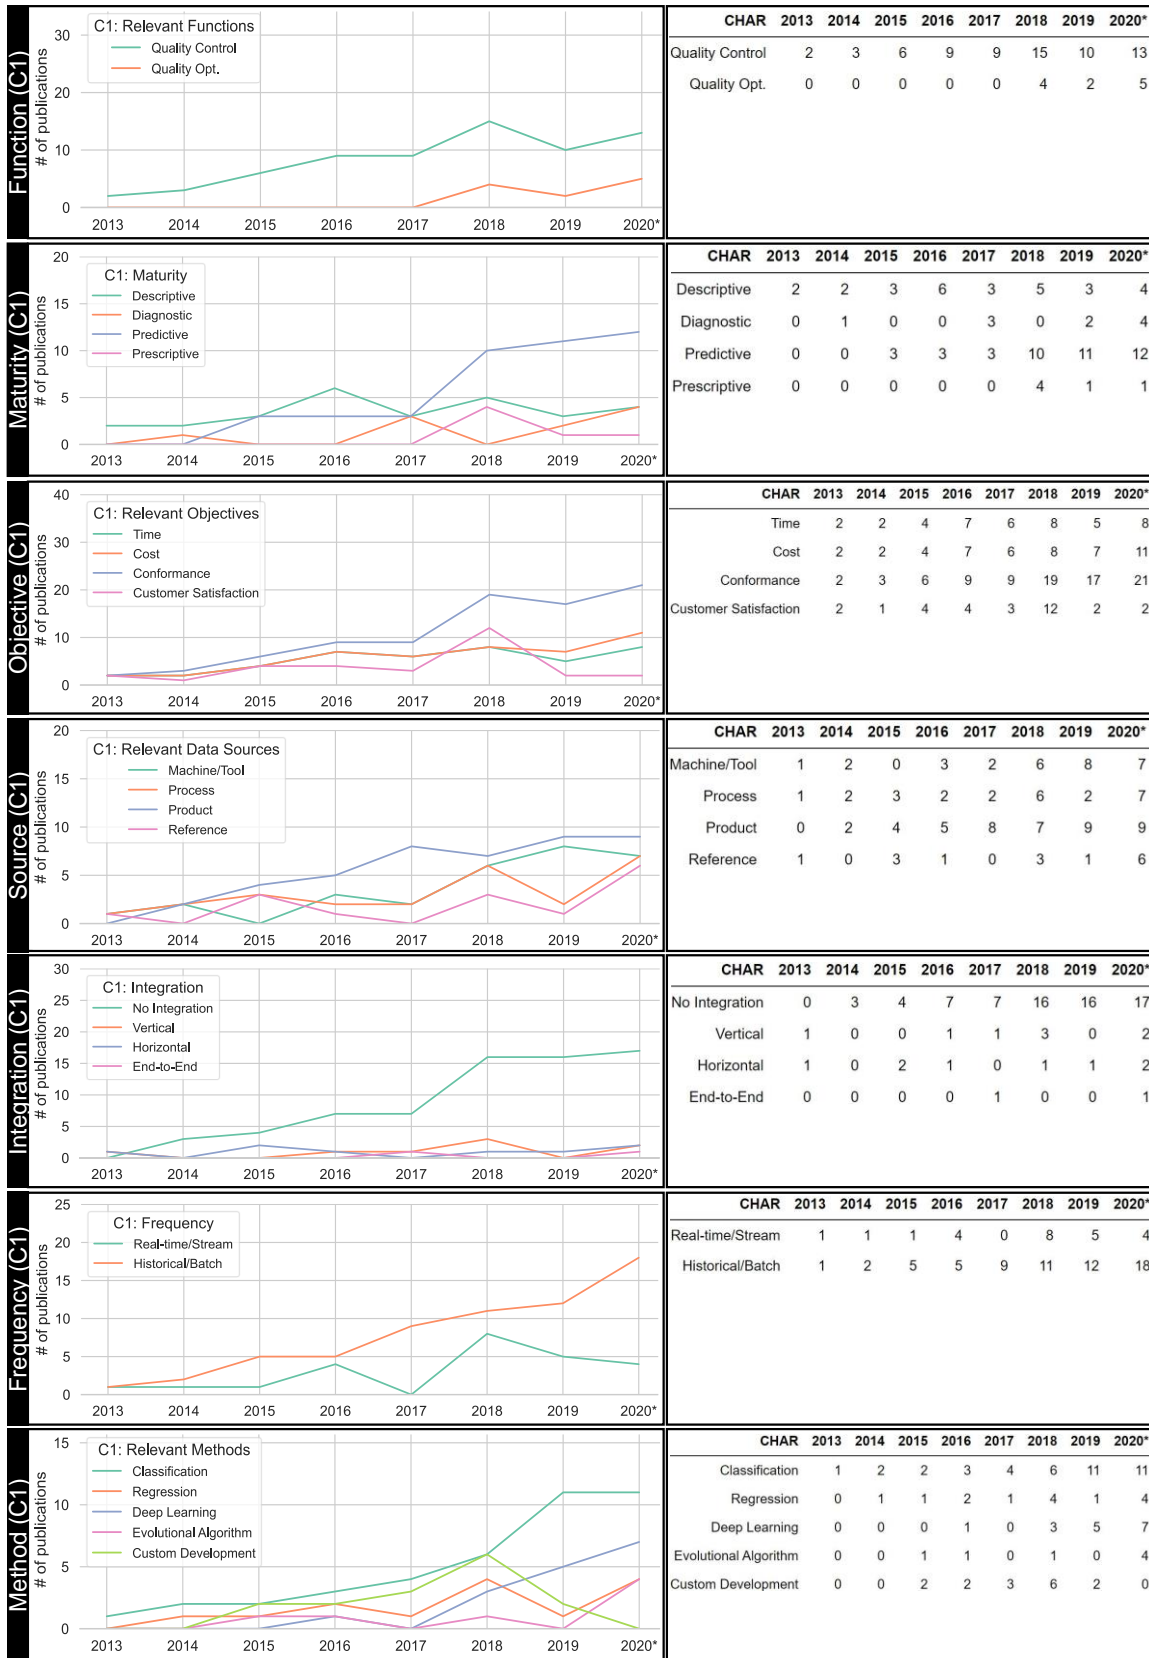 Function (C1)
# of publications
C1: Relevant Functions
Quality Control
Quality Opt.
30
20
10
0
2013 2014 2015 2016 2017 2018 2019 2020*
CHAR 2013 2014 2015 2016 2017 2018 2019 2020*
Quality Control 2 3 6 9 9 15 10 13
Quality Opt. 0 0 0 0 0 4 2 5
Maturity (C1)
# of publications
C1: Maturity
Descriptive
Diagnostic
Predictive
Prescriptive
20
15
10
5
0
2013 2014 2015 2016 2017 2018 2019 2020*
CHAR 2013 2014 2015 2016 2017 2018 2019 2020*
Descriptive 2 2 3 6 3 5 3 4
Diagnostic 0 1 0 0 3 0 2 4
Predictive 0 0 3 3 3 10 11 12
Prescriptive 0 0 0 0 0 4 1 1
Objective (C1)
# of publications
C1: Relevant Objectives
Time
Cost
Conformance
Customer Satisfaction
40
30
20
10
0
2013 2014 2015 2016 2017 2018 2019 2020*
CHAR 2013 2014 2015 2016 2017 2018 2019 2020*
Time 2 2 4 7 6 8 5 8
Cost 2 2 4 7 6 8 7 11
Conformance 2 3 6 9 9 19 17 21
Customer Satisfaction 2 1 4 4 3 12 2 2
Source (C1)
# of publications
C1: Relevant Data Sources
Machine/Tool
Process
Product
Reference
20
15
10
5
0
2013 2014 2015 2016 2017 2018 2019 2020*
CHAR 2013 2014 2015 2016 2017 2018 2019 2020*
Machine/Tool 1 2 0 3 2 6 8 7
Process 1 2 3 2 2 6 2 7
Product 0 2 4 5 8 7 9 9
Reference 1 0 3 1 0 3 1 6
Integration (C1)
# of publications
C1: Integration
No Integration
Vertical
Horizontal
End-to-End
30
25
20
15
10
5
0
2013 2014 2015 2016 2017 2018 2019 2020*
CHAR 2013 2014 2015 2016 2017 2018 2019 2020*
No Integration 0 3 4 7 7 16 16 17
Vertical 1 0 0 1 1 3 0 2
Horizontal 1 0 2 1 0 1 1 2
End-to-End 0 0 0 0 1 0 0 1
Frequency (C1)
# of publications
C1: Frequency
Real-time/Stream
Historical/Batch
25
20
15
10
5
0
2013 2014 2015 2016 2017 2018 2019 2020*
CHAR 2013 2014 2015 2016 2017 2018 2019 2020*
Real-time/Stream 1 1 1 4 0 8 5 4
Historical/Batch 1 2 5 5 9 11 12 18
Method (C1)
# of publications
C1: Relevant Methods
Classification
Regression
Deep Learning
Evolutional Algorithm
Custom Development
15
10
5
0
2013 2014 2015 2016 2017 2018 2019 2020*
CHAR 2013 2014 2015 2016 2017 2018 2019 2020*
Classification 1 2 2 3 4 6 11 11
Regression 0 1 1 2 1 4 1 4
Deep Learning 0 0 0 1 0 3 5 7
Evolutional Algorithm 0 0 1 1 0 1 0 4
Custom Development 0 0 2 2 3 6 2 0